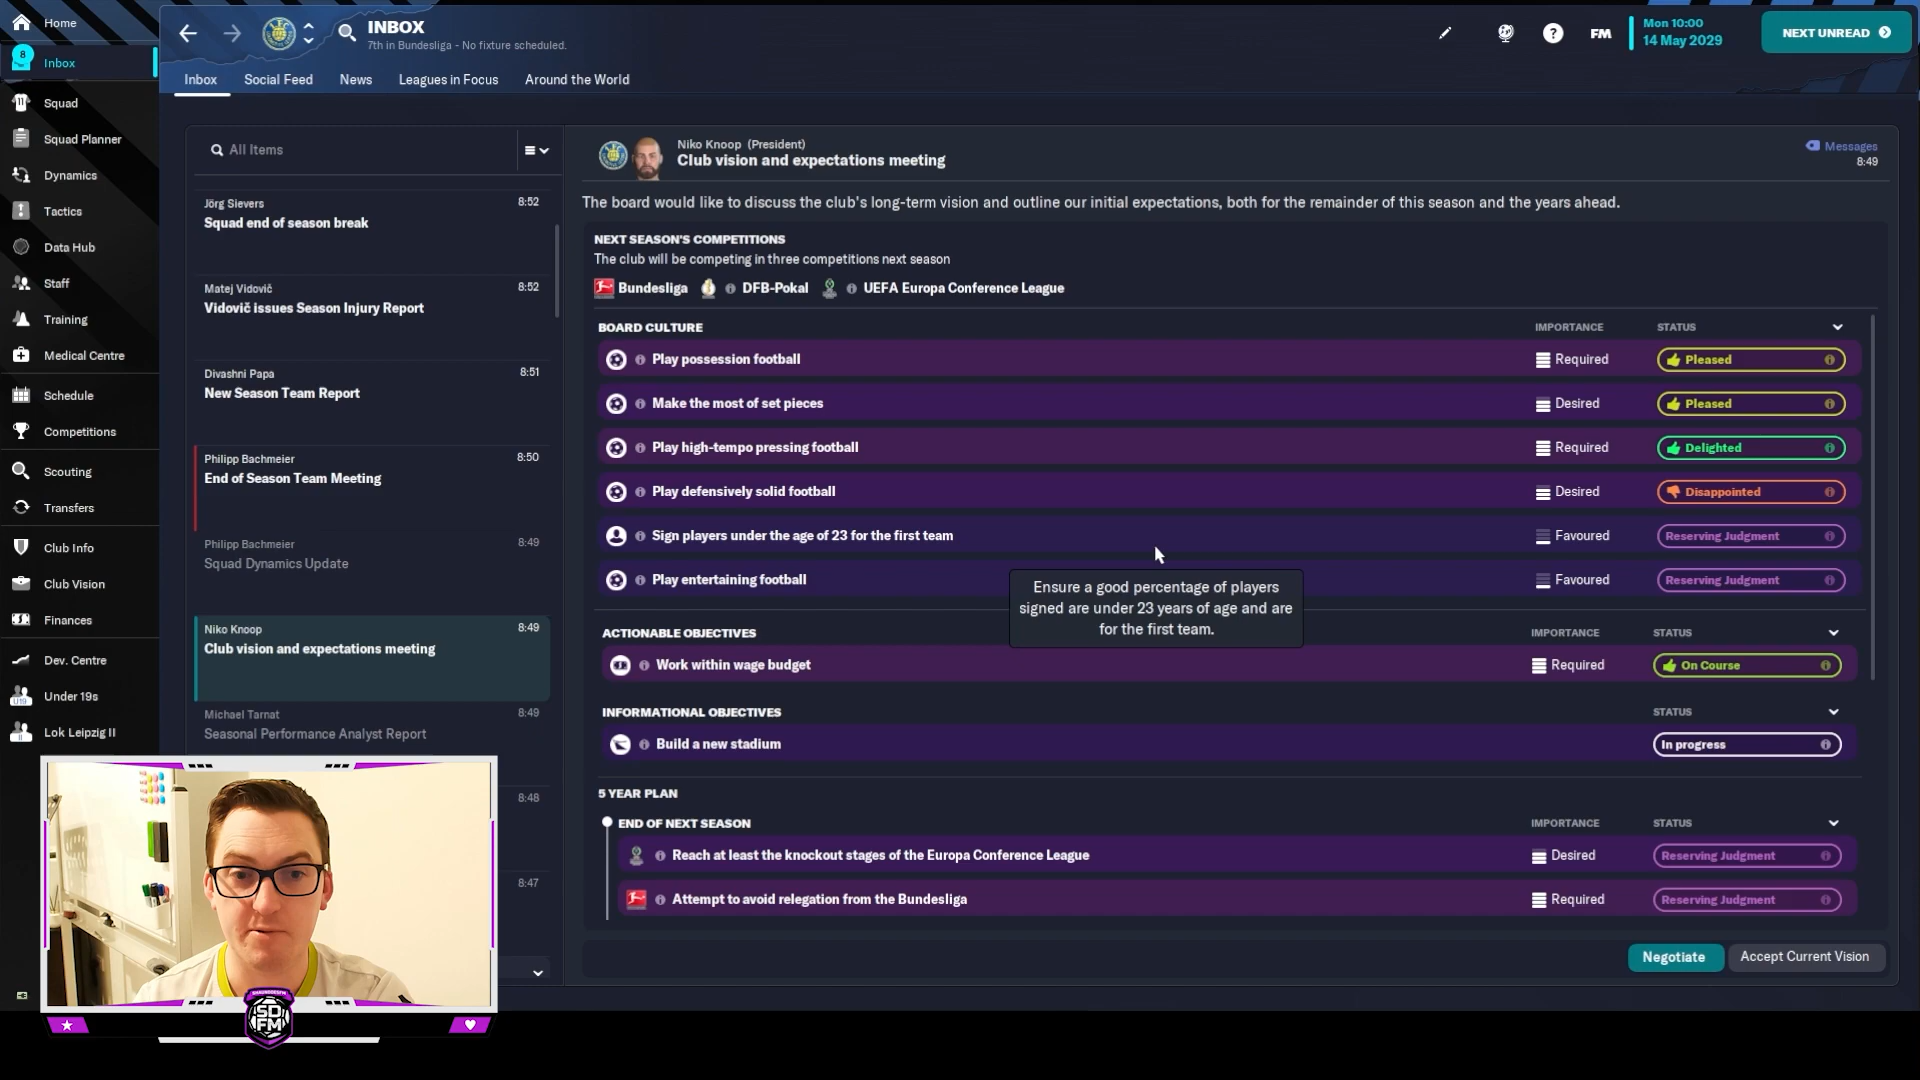 Home
8
Inbox
Squad
Squad Planner
Dynamics
Tactics
Data Hub
Staff
Training
Medical Centre
Schedule
Competitions
Scouting
Transfers
Club Info
Club Vision
Finances
Dev. Centre
Under 19s
Lok Leipzig II
INBOX
7th in Bundesliga - No fixture scheduled.
FM
Mon 10:00
14 May 2029
NEXT UNREAD
Inbox Social Feed News Leagues in Focus Around the World
All Items
Jörg Sievers 8:52
Squad end of season break
Matej Vidovič 8:52
Vidovič issues Season Injury Report
Divashni Papa 8:51
New Season Team Report
Philipp Bachmeier 8:50
End of Season Team Meeting
Philipp Bachmeier 8:49
Squad Dynamics Update
Niko Knoop 8:49
Club vision and expectations meeting
Michael Tarnat 8:49
Seasonal Performance Analyst Report
8:48
8:47
Niko Knoop (President)
Club vision and expectations meeting
Messages
8:49
The board would like to discuss the club's long-term vision and outline our initial expectations, both for the remainder of this season and the years ahead.
NEXT SEASON'S COMPETITIONS
The club will be competing in three competitions next season
Bundesliga DFB-Pokal UEFA Europa Conference League
BOARD CULTURE IMPORTANCE STATUS
Play possession football Required Pleased
Make the most of set pieces Desired Pleased
Play high-tempo pressing football Required Delighted
Play defensively solid football Desired Disappointed
Sign players under the age of 23 for the first team Favoured Reserving Judgment
Play entertaining football Favoured Reserving Judgment
Ensure a good percentage of players
signed are under 23 years of age and are
for the first team.
ACTIONABLE OBJECTIVES IMPORTANCE STATUS
Work within wage budget Required On Course
INFORMATIONAL OBJECTIVES STATUS
Build a new stadium In progress
5 YEAR PLAN
END OF NEXT SEASON IMPORTANCE STATUS
Reach at least the knockout stages of the Europa Conference League Desired Reserving Judgment
Attempt to avoid relegation from the Bundesliga Required Reserving Judgment
Negotiate Accept Current Vision
SD
FM